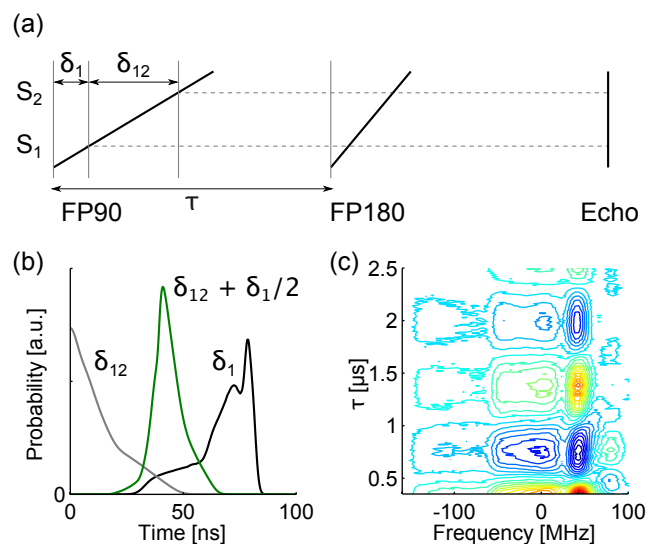 (a)
δ₁ δ₁₂
S₂
S₁
τ
FP90 FP180 Echo
(b) (c)
δ₁₂ + δ₁/2
δ₁₂ δ₁
Probability [a.u.]
0
0 50 100
Time [ns]
τ [µs]
2.5
2
1.5
1
0.5
-100 0 100
Frequency [MHz]